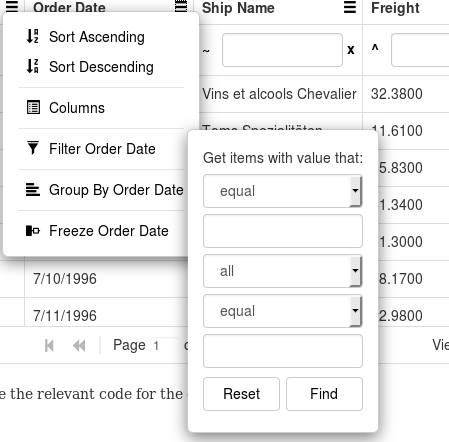 Order Date
Ship Name
Freight
Sort Ascending
Sort Descending
Columns
Filter Order Date
Group By Order Date
Freeze Order Date
~
x
^
Vins et alcools Chevalier
32.3800
Toms Spezialitäten
11.6100
5.8300
1.3400
1.3000
7/10/1996
8.1700
7/11/1996
2.9800
Get items with value that:
equal
all
equal
Reset
Find
Page 1
e the relevant code for the